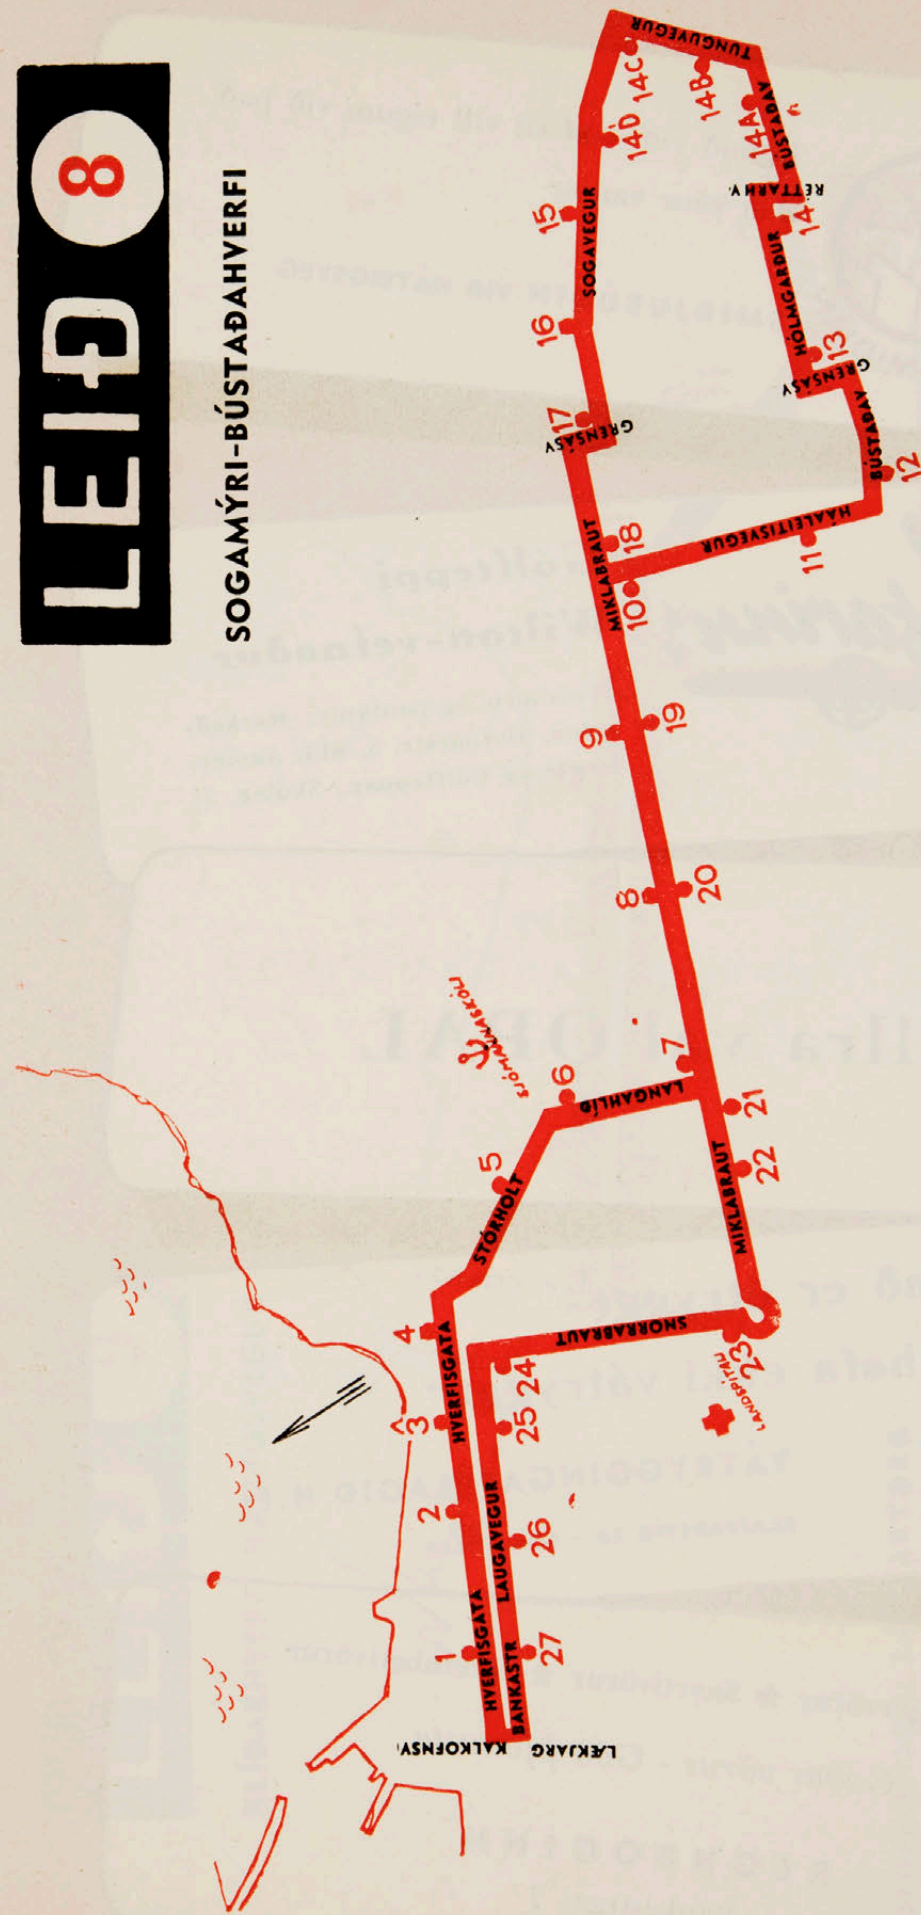 LEIÐ 8
SOGAMÝRI-BÚSTAÐAHVERFI
LÆKJARG
KALKOFNSV
HVERFISGATA
1
2
HVERFISGATA
3
4
STÓRHOLT
5
SJÓMANNASKÓLI
6
LANGAHLÍÐ
7
8
9
MIKLABRAUT
10
HÁALEITISVEGUR
11
12
BÚSTAÐAV
GRENSÁSV
13
HÓLMGARÐUR
14
RÉTTARHV.
BÚSTAÐAV
14A
14B
TUNGUVEGUR
14C
14D
SOGAVEGUR
15
16
17
GRENSÁSV
18
19
20
21
22
MIKLABRAUT
23
LANDSPÍTALI
SNORRABRAUT
24
25
LAUGAVEGUR
26
BANKASTR
27